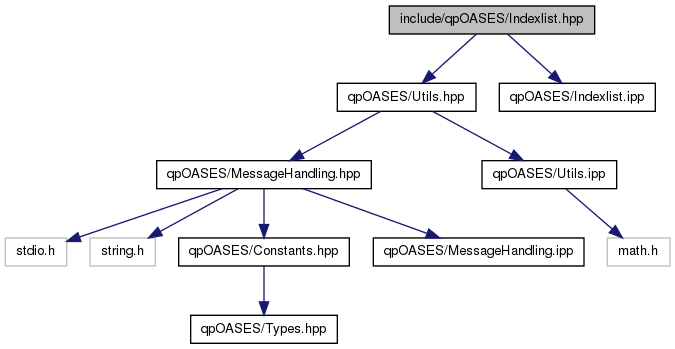 include/qpOASES/Indexlist.hpp
qpOASES/Utils.hpp
qpOASES/Indexlist.ipp
qpOASES/MessageHandling.hpp
qpOASES/Utils.ipp
stdio.h
string.h
qpOASES/Constants.hpp
qpOASES/MessageHandling.ipp
math.h
qpOASES/Types.hpp